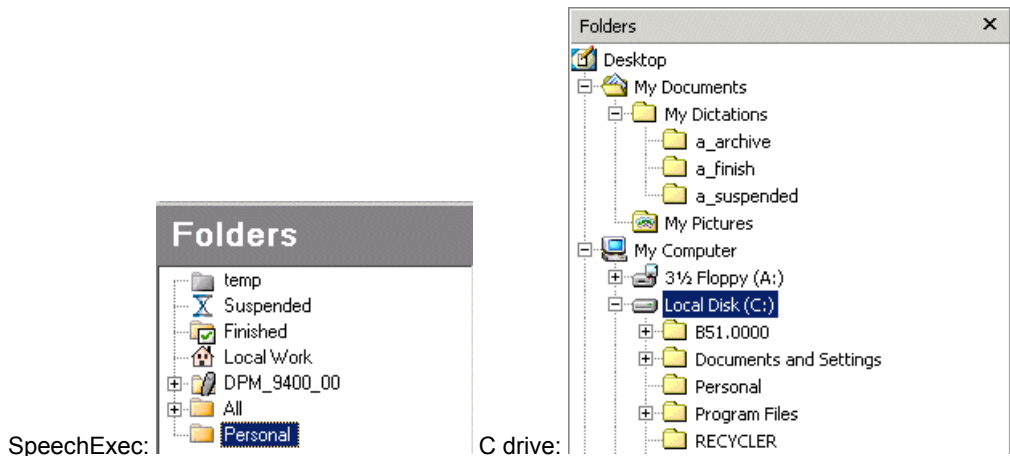 SpeechExec:
Folders
temp
Suspended
Finished
Local Work
DPM_9400_00
All
Personal
C drive:
Folders
Desktop
My Documents
My Dictations
a_archive
a_finish
a_suspended
My Pictures
My Computer
3½ Floppy (A:)
Local Disk (C:)
B51.0000
Documents and Settings
Personal
Program Files
RECYCLER